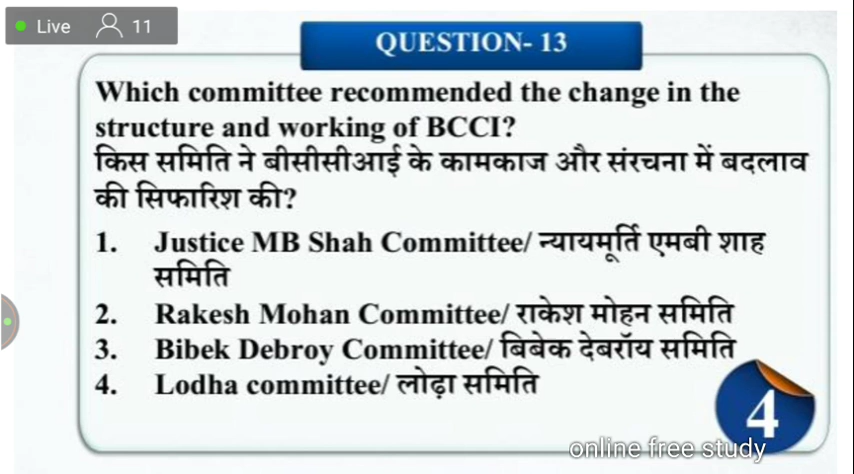 Live 11
QUESTION- 13
Which committee recommended the change in the
structure and working of BCCI?
किस समिति ने बीसीसीआई के कामकाज और संरचना में बदलाव
की सिफारिश की?
1. Justice MB Shah Committee/ न्यायमूर्ति एमबी शाह
समिति
2. Rakesh Mohan Committee/ राकेश मोहन समिति
3. Bibek Debroy Committee/ बिबेक देबरॉय समिति
4. Lodha committee/ लोढ़ा समिति
4
online free study